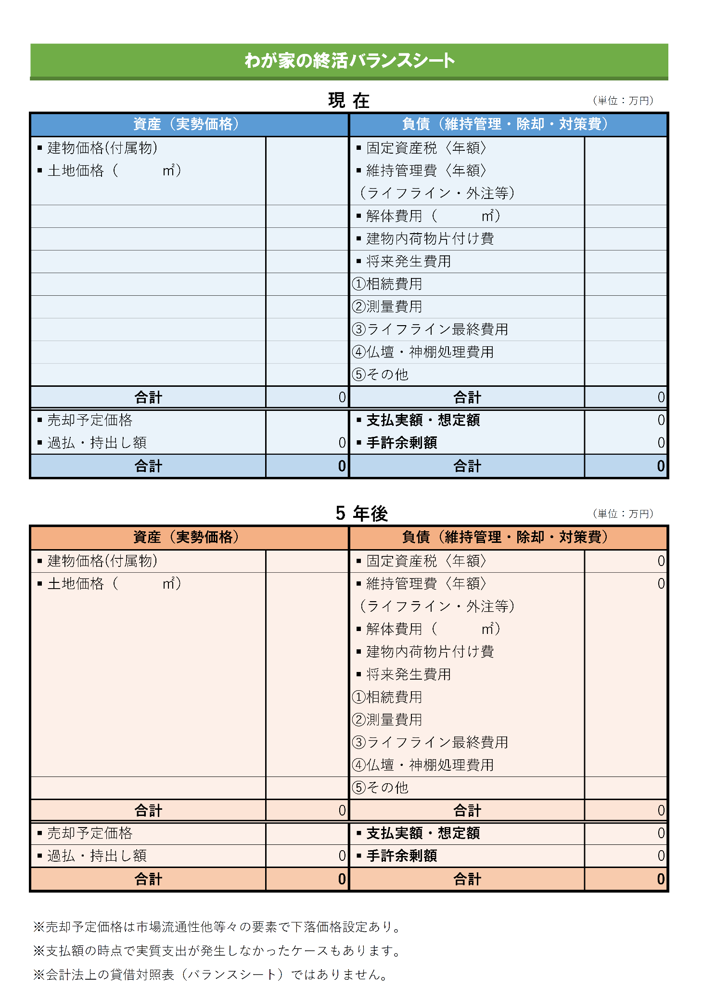 わが家の終活バランスシート
現 在
（単位：万円）
資産（実勢価格） 負債（維持管理・除却・対策費）
▪建物価格(付属物) ▪固定資産税〈年額〉
▪土地価格（　　　㎡） ▪維持管理費〈年額〉
（ライフライン・外注等）
▪解体費用（　　　㎡）
▪建物内荷物片付け費
▪将来発生費用
①相続費用
②測量費用
③ライフライン最終費用
④仏壇・神棚処理費用
⑤その他
合計 0 合計 0
▪売却予定価格 ▪支払実額・想定額 0
▪過払・持出し額 0 ▪手許余剰額 0
合計 0 合計 0
5 年後
（単位：万円）
資産（実勢価格） 負債（維持管理・除却・対策費）
▪建物価格(付属物) ▪固定資産税〈年額〉 0
▪土地価格（　　　㎡） ▪維持管理費〈年額〉 0
（ライフライン・外注等）
▪解体費用（　　　㎡）
▪建物内荷物片付け費
▪将来発生費用
①相続費用
②測量費用
③ライフライン最終費用
④仏壇・神棚処理費用
⑤その他
合計 0 合計 0
▪売却予定価格 ▪支払実額・想定額 0
▪過払・持出し額 0 ▪手許余剰額 0
合計 0 合計 0
※売却予定価格は市場流通性他等々の要素で下落価格設定あり。
※支払額の時点で実質支出が発生しなかったケースもあります。
※会計法上の貸借対照表（バランスシート）ではありません。